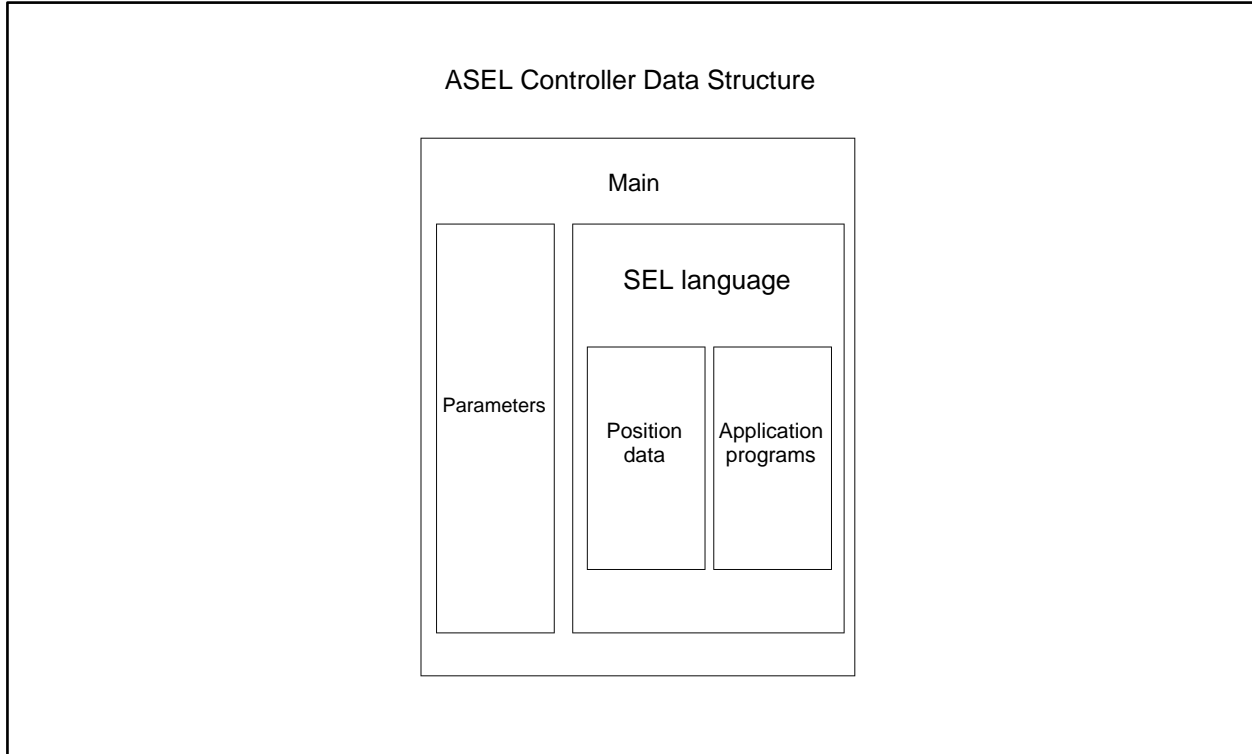 ASEL Controller Data Structure
Main
SEL language
Parameters
Position
data
Application
programs